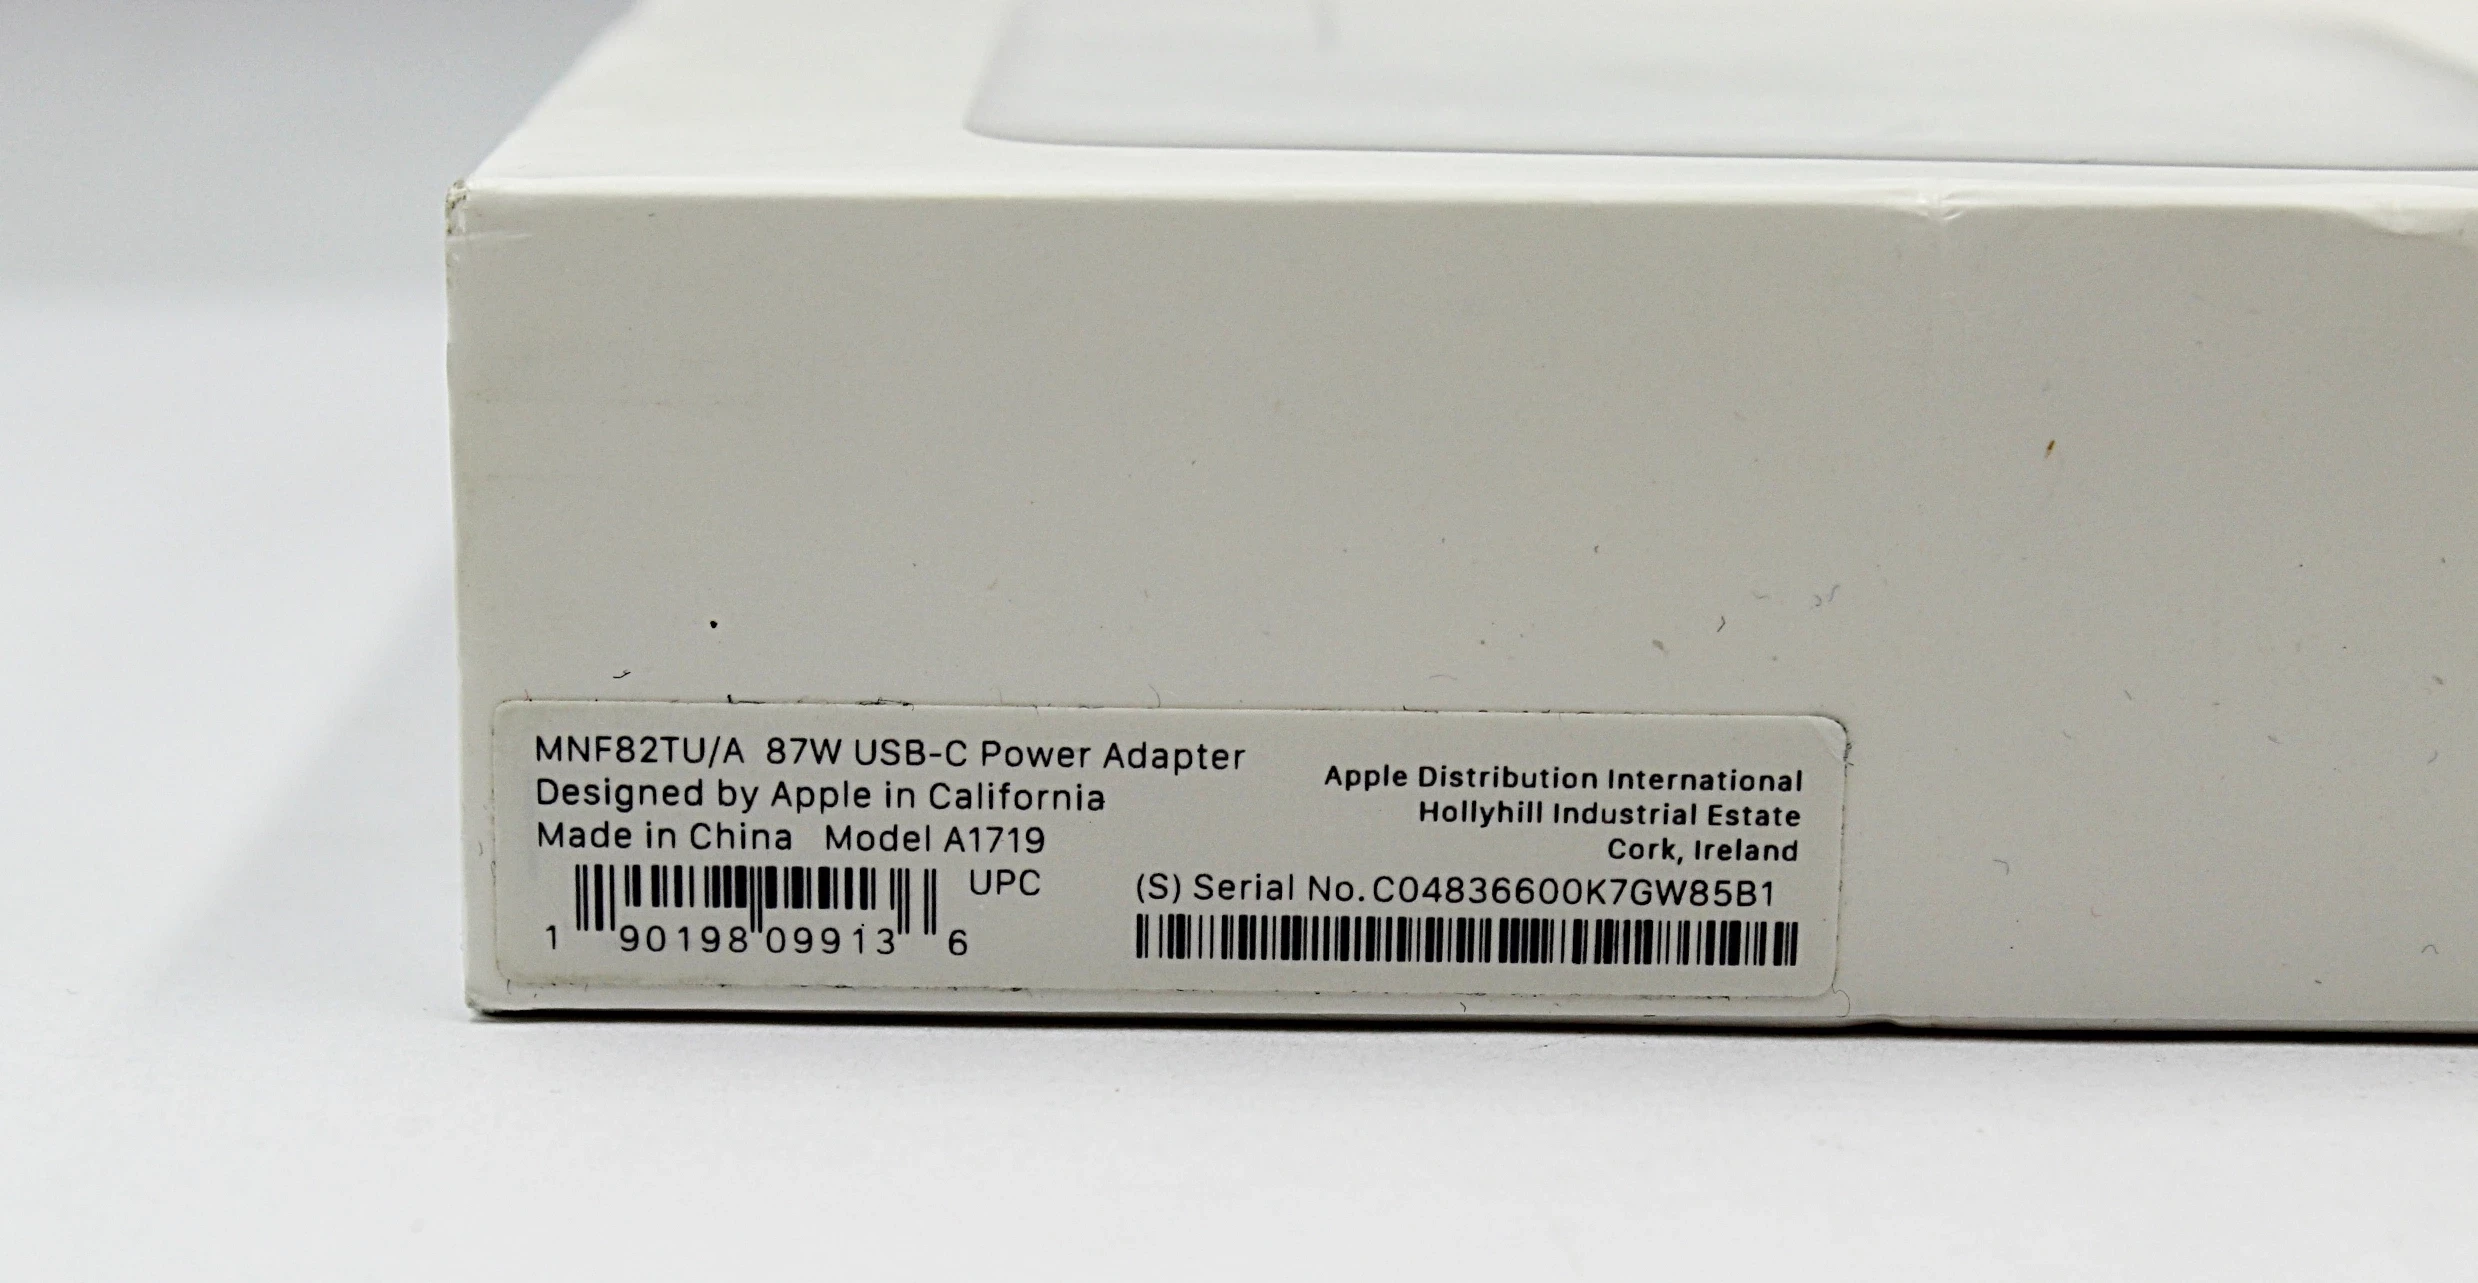 MNF82TU/A 87W USB-C Power Adapter
Designed by Apple in California
Made in China Model A1719
UPC
1 90198 09913 6
Apple Distribution International
Hollyhill Industrial Estate
Cork, Ireland
(S) Serial No.C04836600K7GW85B1